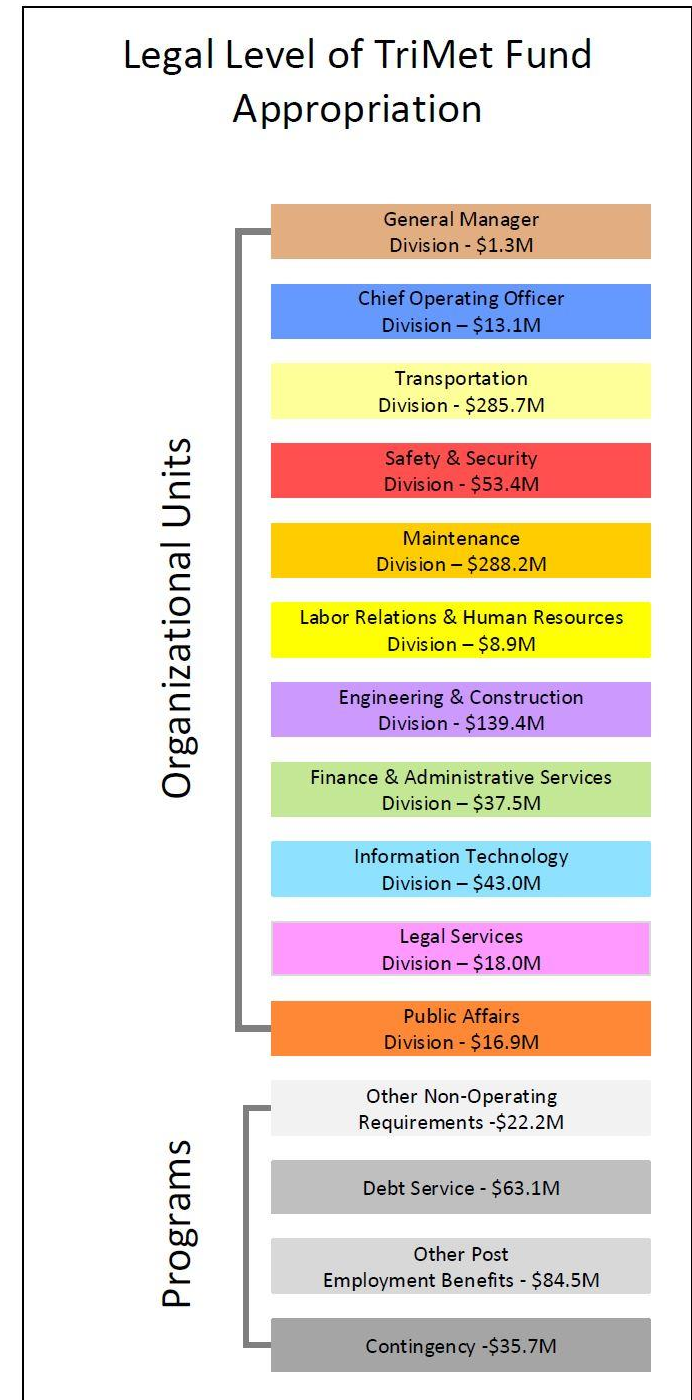 Legal Level of TriMet Fund
Appropriation
Organizational Units
General Manager
Division - $1.3M
Chief Operating Officer
Division – $13.1M
Transportation
Division - $285.7M
Safety & Security
Division - $53.4M
Maintenance
Division – $288.2M
Labor Relations & Human Resources
Division – $8.9M
Engineering & Construction
Division - $139.4M
Finance & Administrative Services
Division – $37.5M
Information Technology
Division – $43.0M
Legal Services
Division – $18.0M
Public Affairs
Division - $16.9M
Programs
Other Non-Operating
Requirements -$22.2M
Debt Service - $63.1M
Other Post
Employment Benefits - $84.5M
Contingency -$35.7M